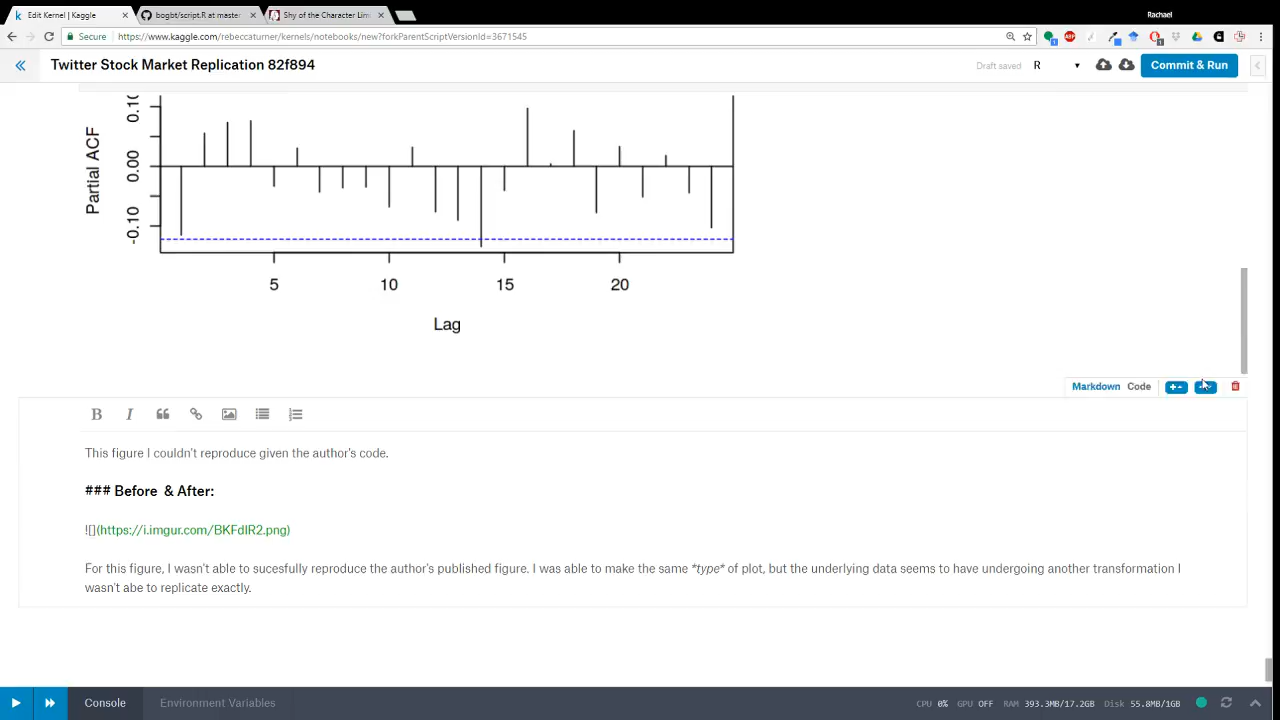 Edit Kernel | Kaggle
bogbt/script.R at master
Shy of the Character Lim
Rachael
Secure
https://www.kaggle.com/rebeccaturner/kernels/notebooks/new?forkParentScriptVersionId=3671545
Twitter Stock Market Replication 82f894
Draft saved
R
Commit & Run
Partial ACF
0.10
0.00
-0.10
5
10
15
20
Lag
Markdown
Code
B
I
This figure I couldn't reproduce given the author's code.
### Before & After:
![](https://i.imgur.com/BKFdIR2.png)
For this figure, I wasn't able to sucesfully reproduce the author's published figure. I was able to make the same *type* of plot, but the underlying data seems to have undergoing another transformation I
wasn't abe to replicate exactly.
Console
Environment Variables
CPU 0% GPU OFF RAM 393.3MB/17.2GB Disk 55.8MB/1GB